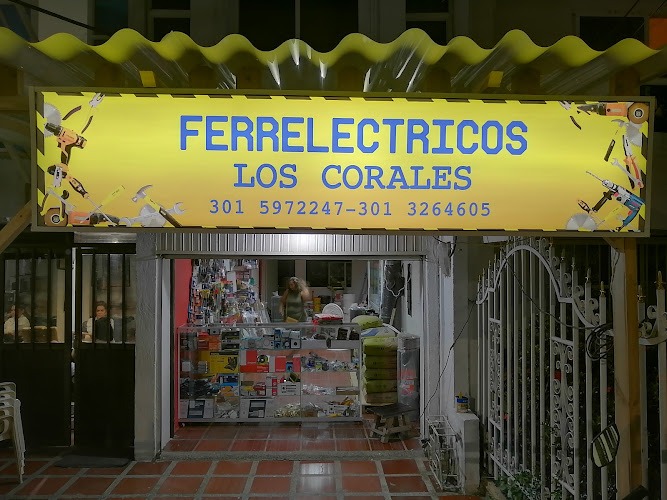 FERRELECTRICOS
LOS CORALES
301 5972247-301 3264605